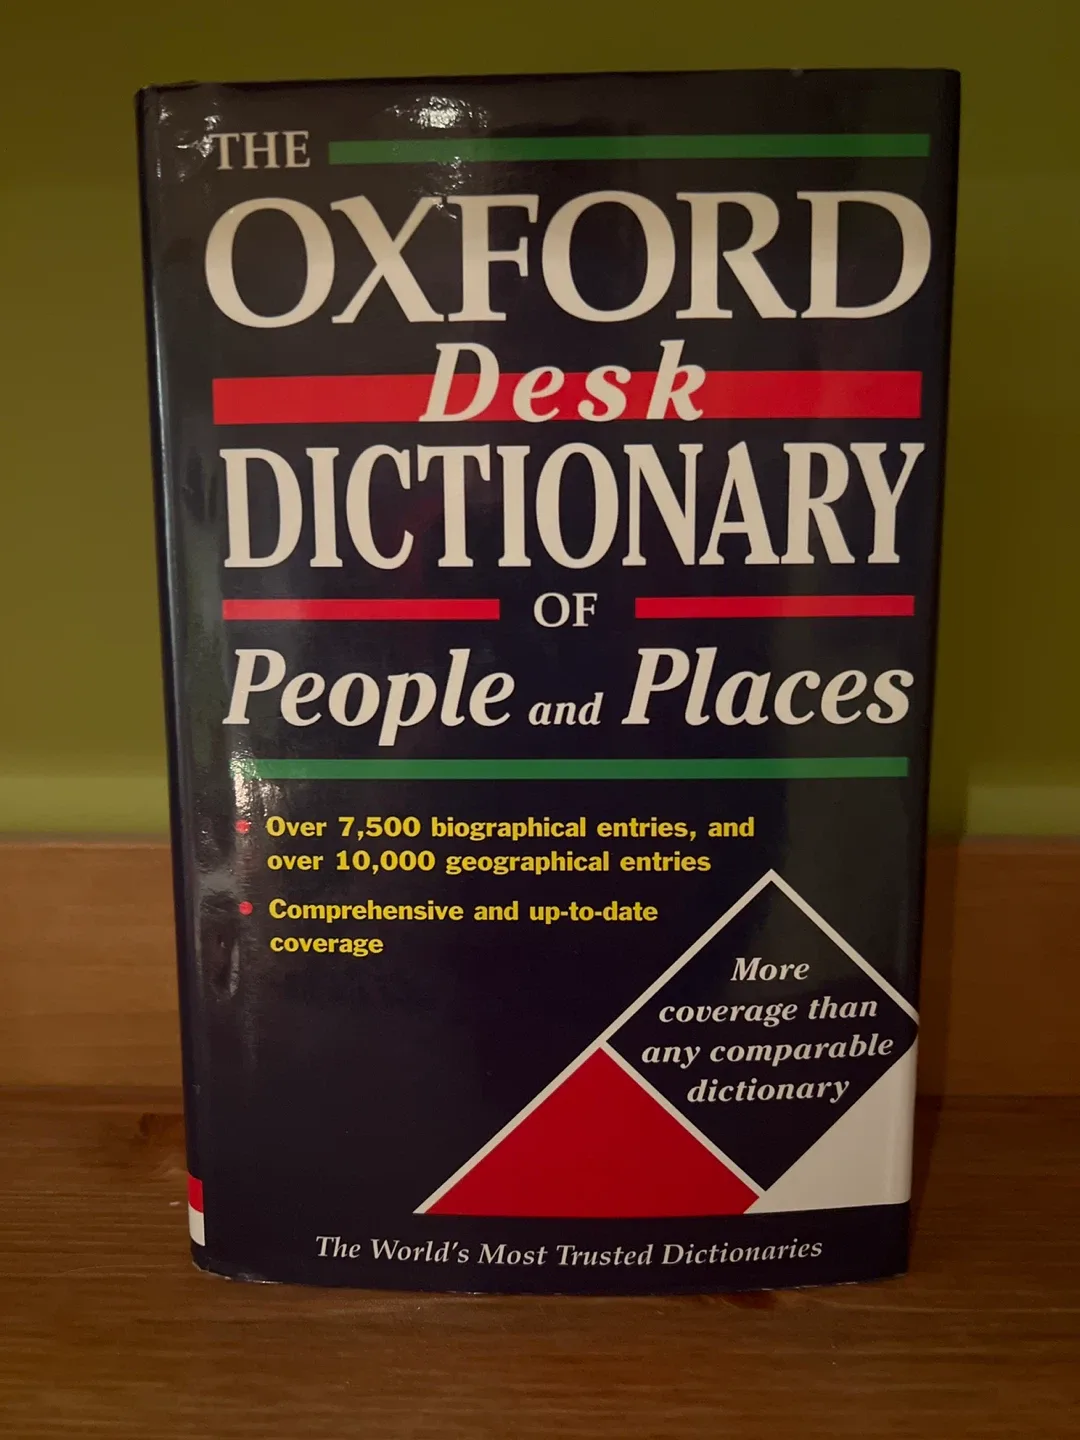 THE
OXFORD
Desk
DICTIONARY
OF
People and Places
Over 7,500 biographical entries, and
over 10,000 geographical entries
Comprehensive and up-to-date
coverage
More
coverage than
any comparable
dictionary
The World's Most Trusted Dictionaries